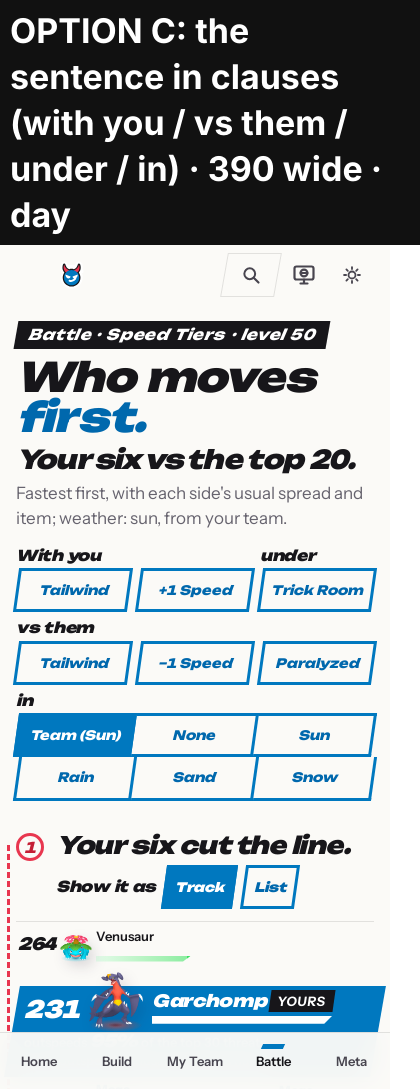 OPTION C: the
sentence in clauses
(with you / vs them /
under / in) · 390 wide ·
day
Battle · Speed Tiers · level 50
Who moves
first.
Your six vs the top 20.
Fastest first, with each side's usual spread and
item; weather: sun, from your team.
With you under
Tailwind +1 Speed Trick Room
vs them
Tailwind −1 Speed Paralyzed
in
Team (Sun) None Sun
Rain Sand Snow
1 Your six cut the line.
Show it as Track List
264 Venusaur
231 Garchomp YOURS
Home Build My Team Battle Meta